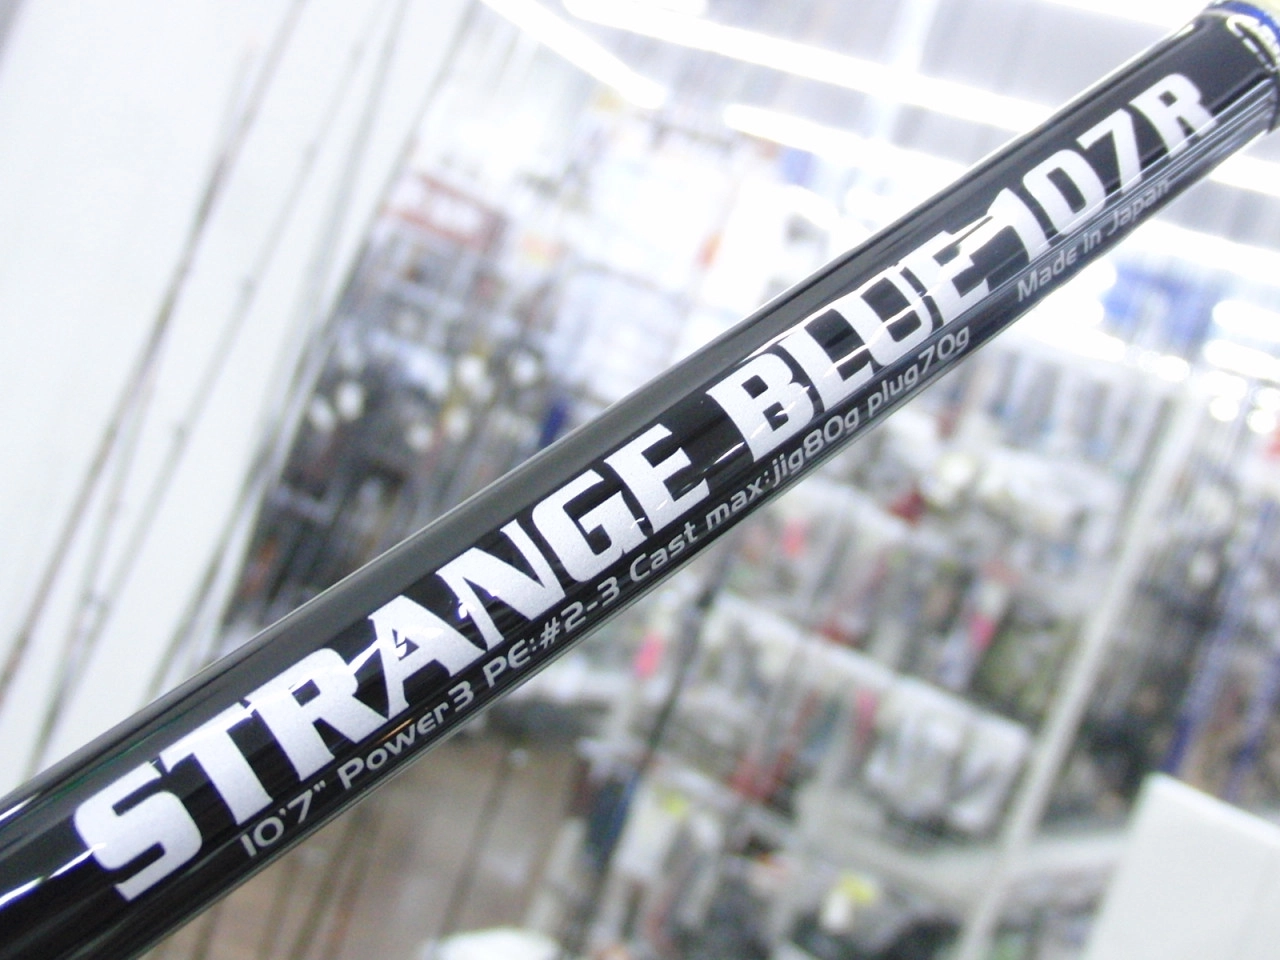 STRANGE BLUE 107R
10'7" Power3 PE:#2-3 Cast max:jig80g plug70g
Made in Japan